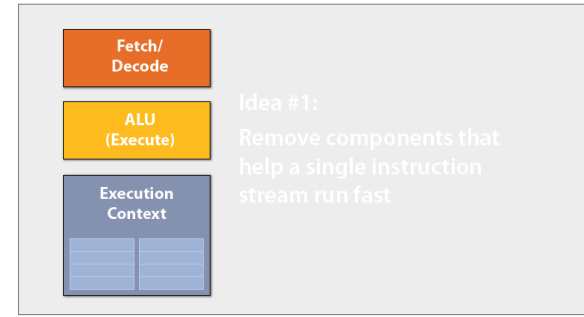 Fetch/
Decode
ALU
(Execute)
Execution
Context
Idea #1:
Remove components that
help a single instruction
stream run fast